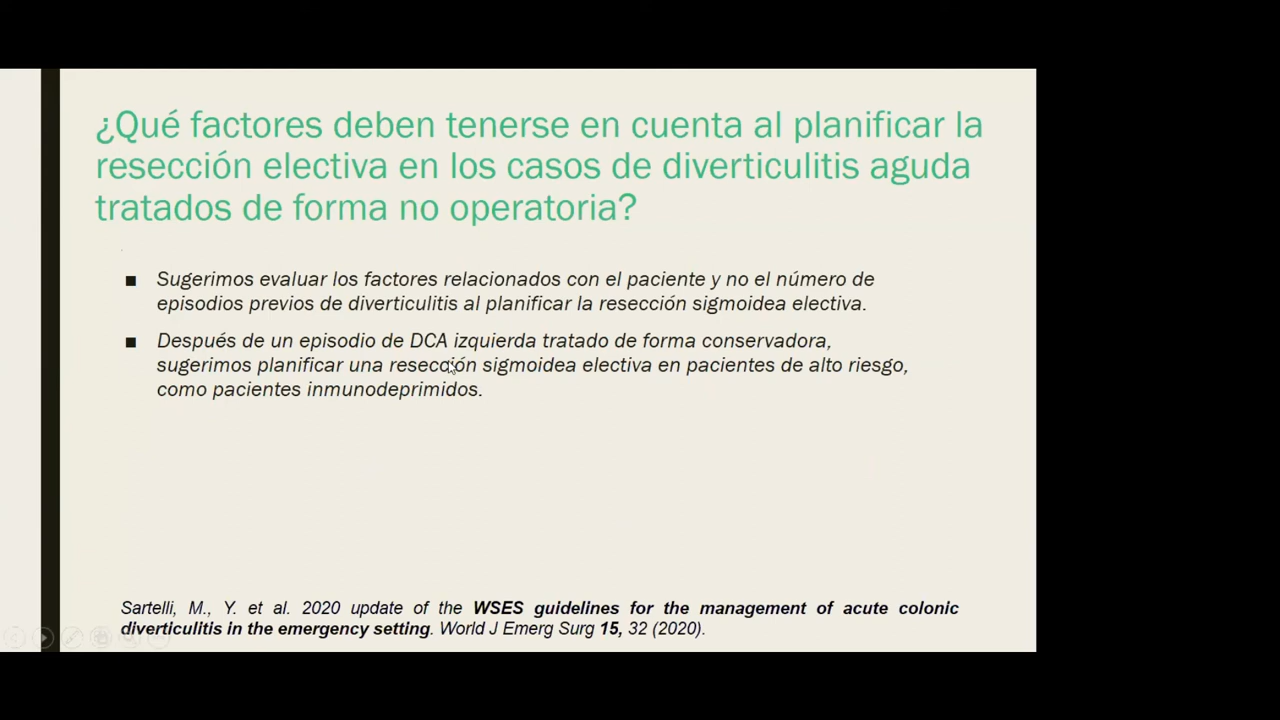 ¿Qué factores deben tenerse en cuenta al planificar la
resección electiva en los casos de diverticulitis aguda
tratados de forma no operatoria?
■ Sugerimos evaluar los factores relacionados con el paciente y no el número de
episodios previos de diverticulitis al planificar la resección sigmoidea electiva.
■ Después de un episodio de DCA izquierda tratado de forma conservadora,
sugerimos planificar una resección sigmoidea electiva en pacientes de alto riesgo,
como pacientes inmunodeprimidos.
Sartelli, M., Y. et al. 2020 update of the WSES guidelines for the management of acute colonic
diverticulitis in the emergency setting. World J Emerg Surg 15, 32 (2020).